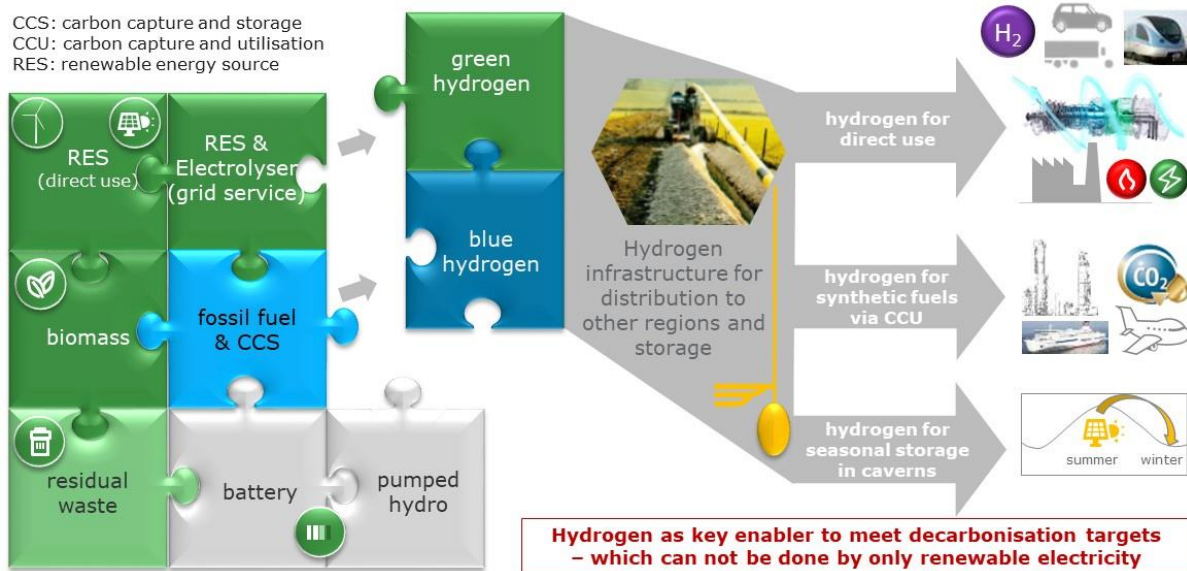 CCS: carbon capture and storage
CCU: carbon capture and utilisation
RES: renewable energy source
RES
(direct use)
RES &
Electrolyser
(grid service)
biomass
fossil fuel
& CCS
residual
waste
battery
pumped
hydro
green
hydrogen
blue
hydrogen
Hydrogen
infrastructure for
distribution to
other regions and
storage
hydrogen for
direct use
hydrogen for
synthetic fuels
via CCU
hydrogen for
seasonal storage
in caverns
H2
CO2
summer winter
Hydrogen as key enabler to meet decarbonisation targets
– which can not be done by only renewable electricity